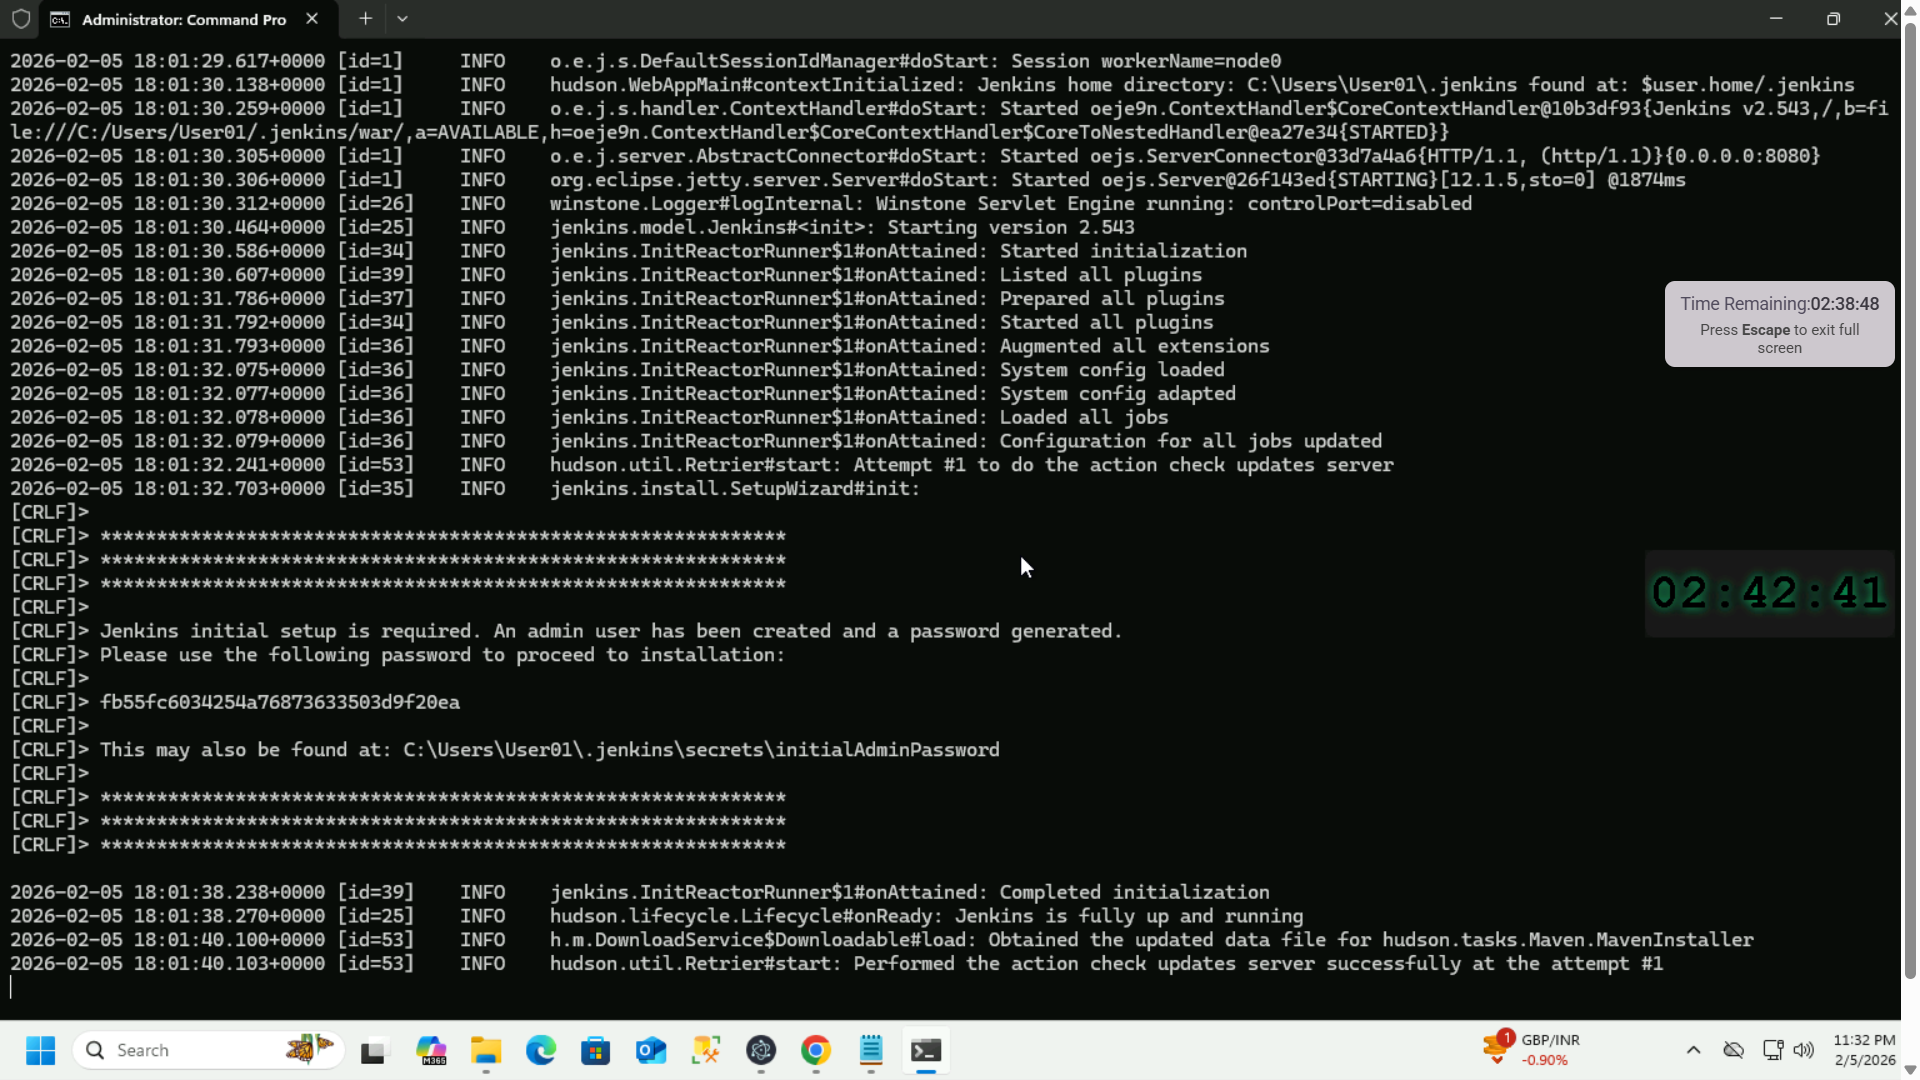 Administrator: Command Pro
2026-02-05 18:01:29.617+0000 [id=1] INFO o.e.j.s.DefaultSessionIdManager#doStart: Session workerName=node0
2026-02-05 18:01:30.138+0000 [id=1] INFO hudson.WebAppMain#contextInitialized: Jenkins home directory: C:\Users\User01\.jenkins found at: $user.home/.jenkins
2026-02-05 18:01:30.259+0000 [id=1] INFO o.e.j.s.handler.ContextHandler#doStart: Started oeje9n.ContextHandler$CoreContextHandler@10b3df93{Jenkins v2.543,/,b=fi
le:///C:/Users/User01/.jenkins/war/,a=AVAILABLE,h=oeje9n.ContextHandler$CoreContextHandler$CoreToNestedHandler@ea27e34{STARTED}}
2026-02-05 18:01:30.305+0000 [id=1] INFO o.e.j.server.AbstractConnector#doStart: Started oejs.ServerConnector@33d7a4a6{HTTP/1.1, (http/1.1)}{0.0.0.0:8080}
2026-02-05 18:01:30.306+0000 [id=1] INFO org.eclipse.jetty.server.Server#doStart: Started oejs.Server@26f143ed{STARTING}[12.1.5,sto=0] @1874ms
2026-02-05 18:01:30.312+0000 [id=26] INFO winstone.Logger#logInternal: Winstone Servlet Engine running: controlPort=disabled
2026-02-05 18:01:30.464+0000 [id=25] INFO jenkins.model.Jenkins#<init>: Starting version 2.543
2026-02-05 18:01:30.586+0000 [id=34] INFO jenkins.InitReactorRunner$1#onAttained: Started initialization
2026-02-05 18:01:30.607+0000 [id=39] INFO jenkins.InitReactorRunner$1#onAttained: Listed all plugins
2026-02-05 18:01:31.786+0000 [id=37] INFO jenkins.InitReactorRunner$1#onAttained: Prepared all plugins
2026-02-05 18:01:31.792+0000 [id=34] INFO jenkins.InitReactorRunner$1#onAttained: Started all plugins
2026-02-05 18:01:31.793+0000 [id=36] INFO jenkins.InitReactorRunner$1#onAttained: Augmented all extensions
2026-02-05 18:01:32.075+0000 [id=36] INFO jenkins.InitReactorRunner$1#onAttained: System config loaded
2026-02-05 18:01:32.077+0000 [id=36] INFO jenkins.InitReactorRunner$1#onAttained: System config adapted
2026-02-05 18:01:32.078+0000 [id=36] INFO jenkins.InitReactorRunner$1#onAttained: Loaded all jobs
2026-02-05 18:01:32.079+0000 [id=36] INFO jenkins.InitReactorRunner$1#onAttained: Configuration for all jobs updated
2026-02-05 18:01:32.241+0000 [id=53] INFO hudson.util.Retrier#start: Attempt #1 to do the action check updates server
2026-02-05 18:01:32.703+0000 [id=35] INFO jenkins.install.SetupWizard#init:
[CRLF]>
[CRLF]> *************************************************************
[CRLF]> *************************************************************
[CRLF]> *************************************************************
[CRLF]>
[CRLF]> Jenkins initial setup is required. An admin user has been created and a password generated.
[CRLF]> Please use the following password to proceed to installation:
[CRLF]>
[CRLF]> fb55fc6034254a76873633503d9f20ea
[CRLF]>
[CRLF]> This may also be found at: C:\Users\User01\.jenkins\secrets\initialAdminPassword
[CRLF]>
[CRLF]> *************************************************************
[CRLF]> *************************************************************
[CRLF]> *************************************************************
2026-02-05 18:01:38.238+0000 [id=39] INFO jenkins.InitReactorRunner$1#onAttained: Completed initialization
2026-02-05 18:01:38.270+0000 [id=25] INFO hudson.lifecycle.Lifecycle#onReady: Jenkins is fully up and running
2026-02-05 18:01:40.100+0000 [id=53] INFO h.m.DownloadService$Downloadable#load: Obtained the updated data file for hudson.tasks.Maven.MavenInstaller
2026-02-05 18:01:40.103+0000 [id=53] INFO hudson.util.Retrier#start: Performed the action check updates server successfully at the attempt #1
Time Remaining:02:38:48
Press Escape to exit full
screen
02:42:41
Search
M365
1
GBP/INR
-0.90%
11:32 PM
2/5/2026